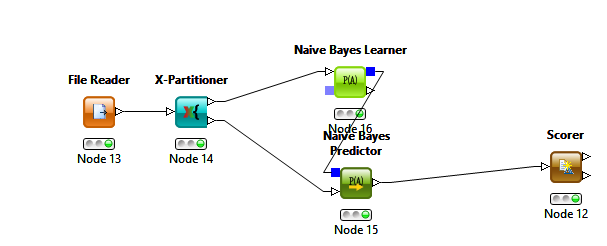 Naive Bayes Learner
File Reader
X-Partitioner
P(A)
X{
Node 13
Node 14
Node 16
Naive Bayes
Predictor
Scorer
P(A)
Node 15
Node 12